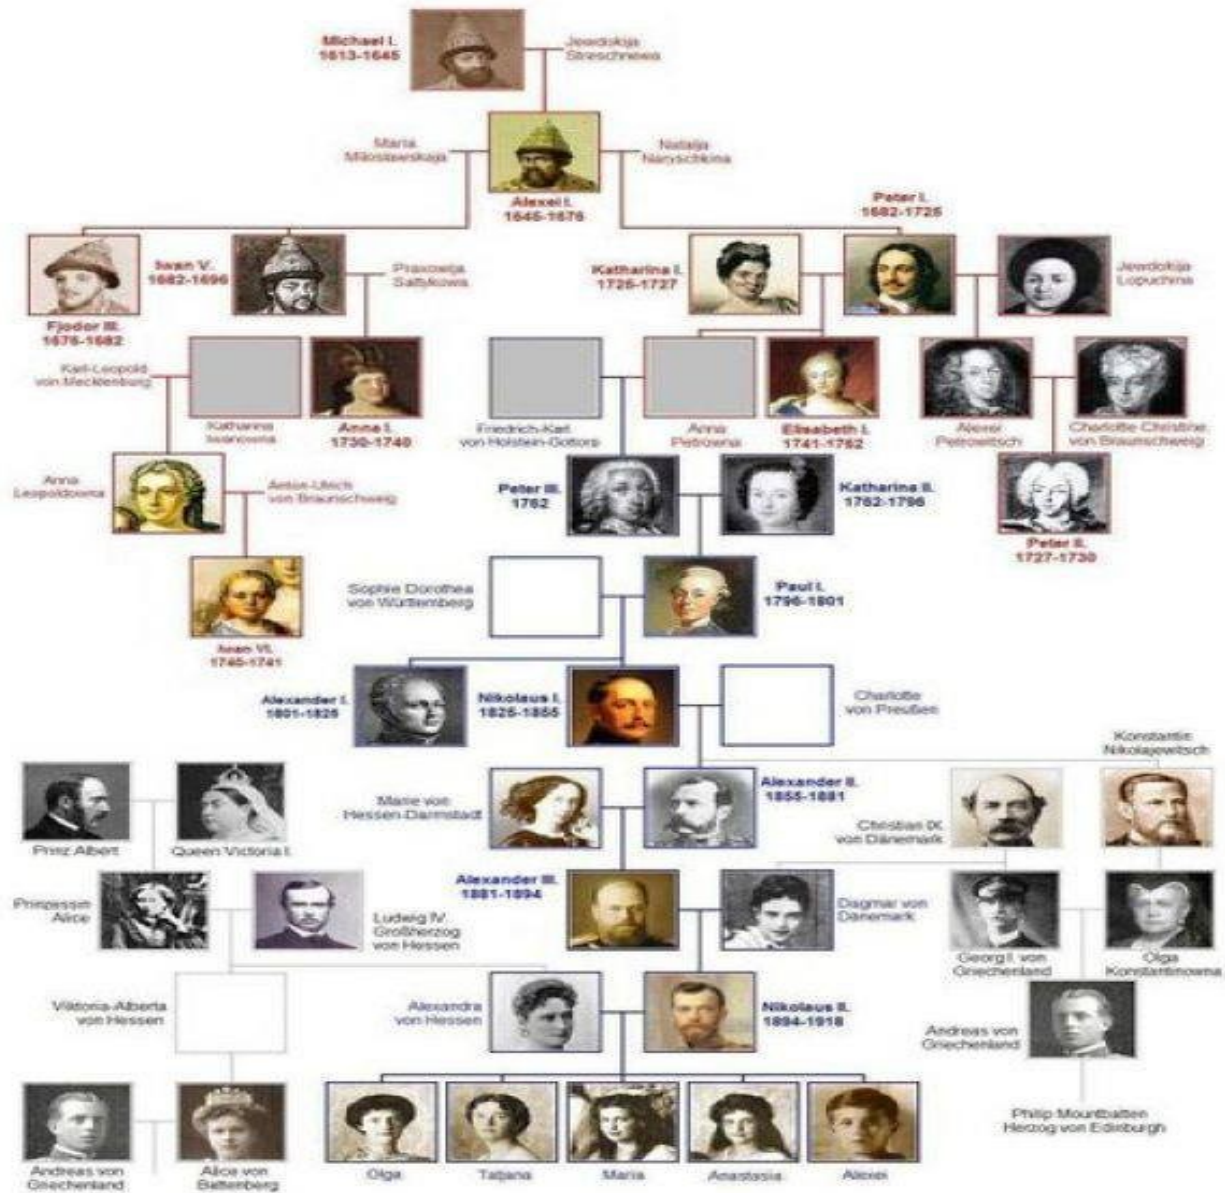 Michael I.
1613-1645
Jewdokija
Streschnewa
Maria
Miloslawskaja
Natalja
Naryschkina
Alexei I.
1645-1676
Peter I.
1682-1725
Iwan V.
1682-1696
Praxowija
Saltykowa
Katharina I.
1725-1727
Jewdokija
Lopuchina
Fjodor III.
1676-1682
Karl-Leopold
von Mecklenburg
Katharina
Iwanowna
Anna I.
1730-1740
Friedrich-Karl
von Holstein-Gottorp
Anna
Petrowna
Elisabeth I.
1741-1762
Alexei
Petrowitsch
Charlotte Christine
von Braunschweig
Anna
Leopoldowna
Anton-Ulrich
von Braunschweig
Peter III.
1762
Katharina II.
1762-1796
Peter II.
1727-1730
Sophie Dorothea
von Württemberg
Paul I.
1796-1801
Iwan VI.
1740-1741
Alexander I.
1801-1825
Nikolaus I.
1825-1855
Charlotte
von Preußen
Konstantin
Nikolajewitsch
Marie von
Hessen-Darmstadt
Alexander II.
1855-1881
Christian IX.
von Dänemark
Prinz Albert
Queen Victoria I.
Alexander III.
1881-1894
Prinzessin
Alice
Ludwig IV.
Großherzog
von Hessen
Dagmar von
Dänemark
Georg I. von
Griechenland
Olga
Konstantinowna
Viktoria-Alberta
von Hessen
Alexandra
von Hessen
Nikolaus II.
1894-1918
Andreas von
Griechenland
Philip Mountbatten
Herzog von Edinburgh
Andreas von
Griechenland
Alice von
Battenberg
Olga
Tatjana
Maria
Anastasia
Alexei